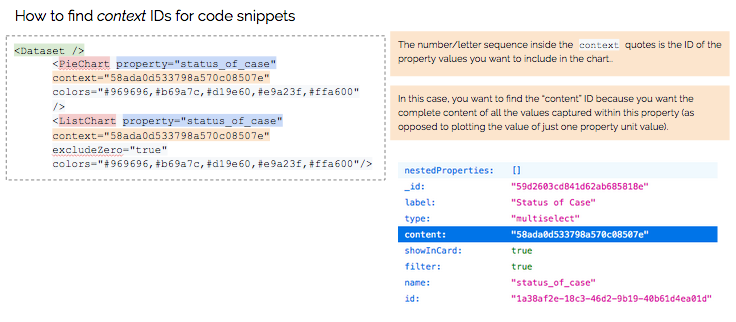 How to find context IDs for code snippets
<Dataset />
<PieChart property="status_of_case"
context="58ada0d533798a570c08507e"
colors="#969696,#b69a7c,#d19e60,#e9a23f,#ffa600"
/>
<ListChart property="status_of_case"
context="58ada0d533798a570c08507e"
excludeZero="true"
colors="#969696,#b69a7c,#d19e60,#e9a23f,#ffa600"/>
The number/letter sequence inside the context quotes is the ID of the
property values you want to include in the chart..
In this case, you want to find the "content" ID because you want the
complete content of all the values captured within this property (as
opposed to plotting the value of just one property unit value).
nestedProperties: []
_id: "59d2603cd841d62ab685818e"
label: "Status of Case"
type: "multiselect"
content: "58ada0d533798a570c08507e"
showInCard: true
filter: true
name: "status_of_case"
id: "1a38af2e-18c3-46d2-9b19-40b61d4ea01d"